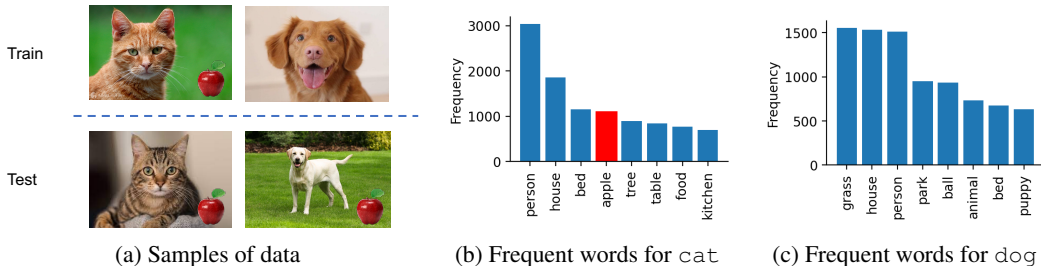 Train
Test
(a) Samples of data
Frequency
3000
2000
1000
0
person
house
bed
apple
tree
table
food
kitchen
(b) Frequent words for cat
Frequency
1500
1000
500
0
grass
house
person
park
ball
animal
bed
puppy
(c) Frequent words for dog